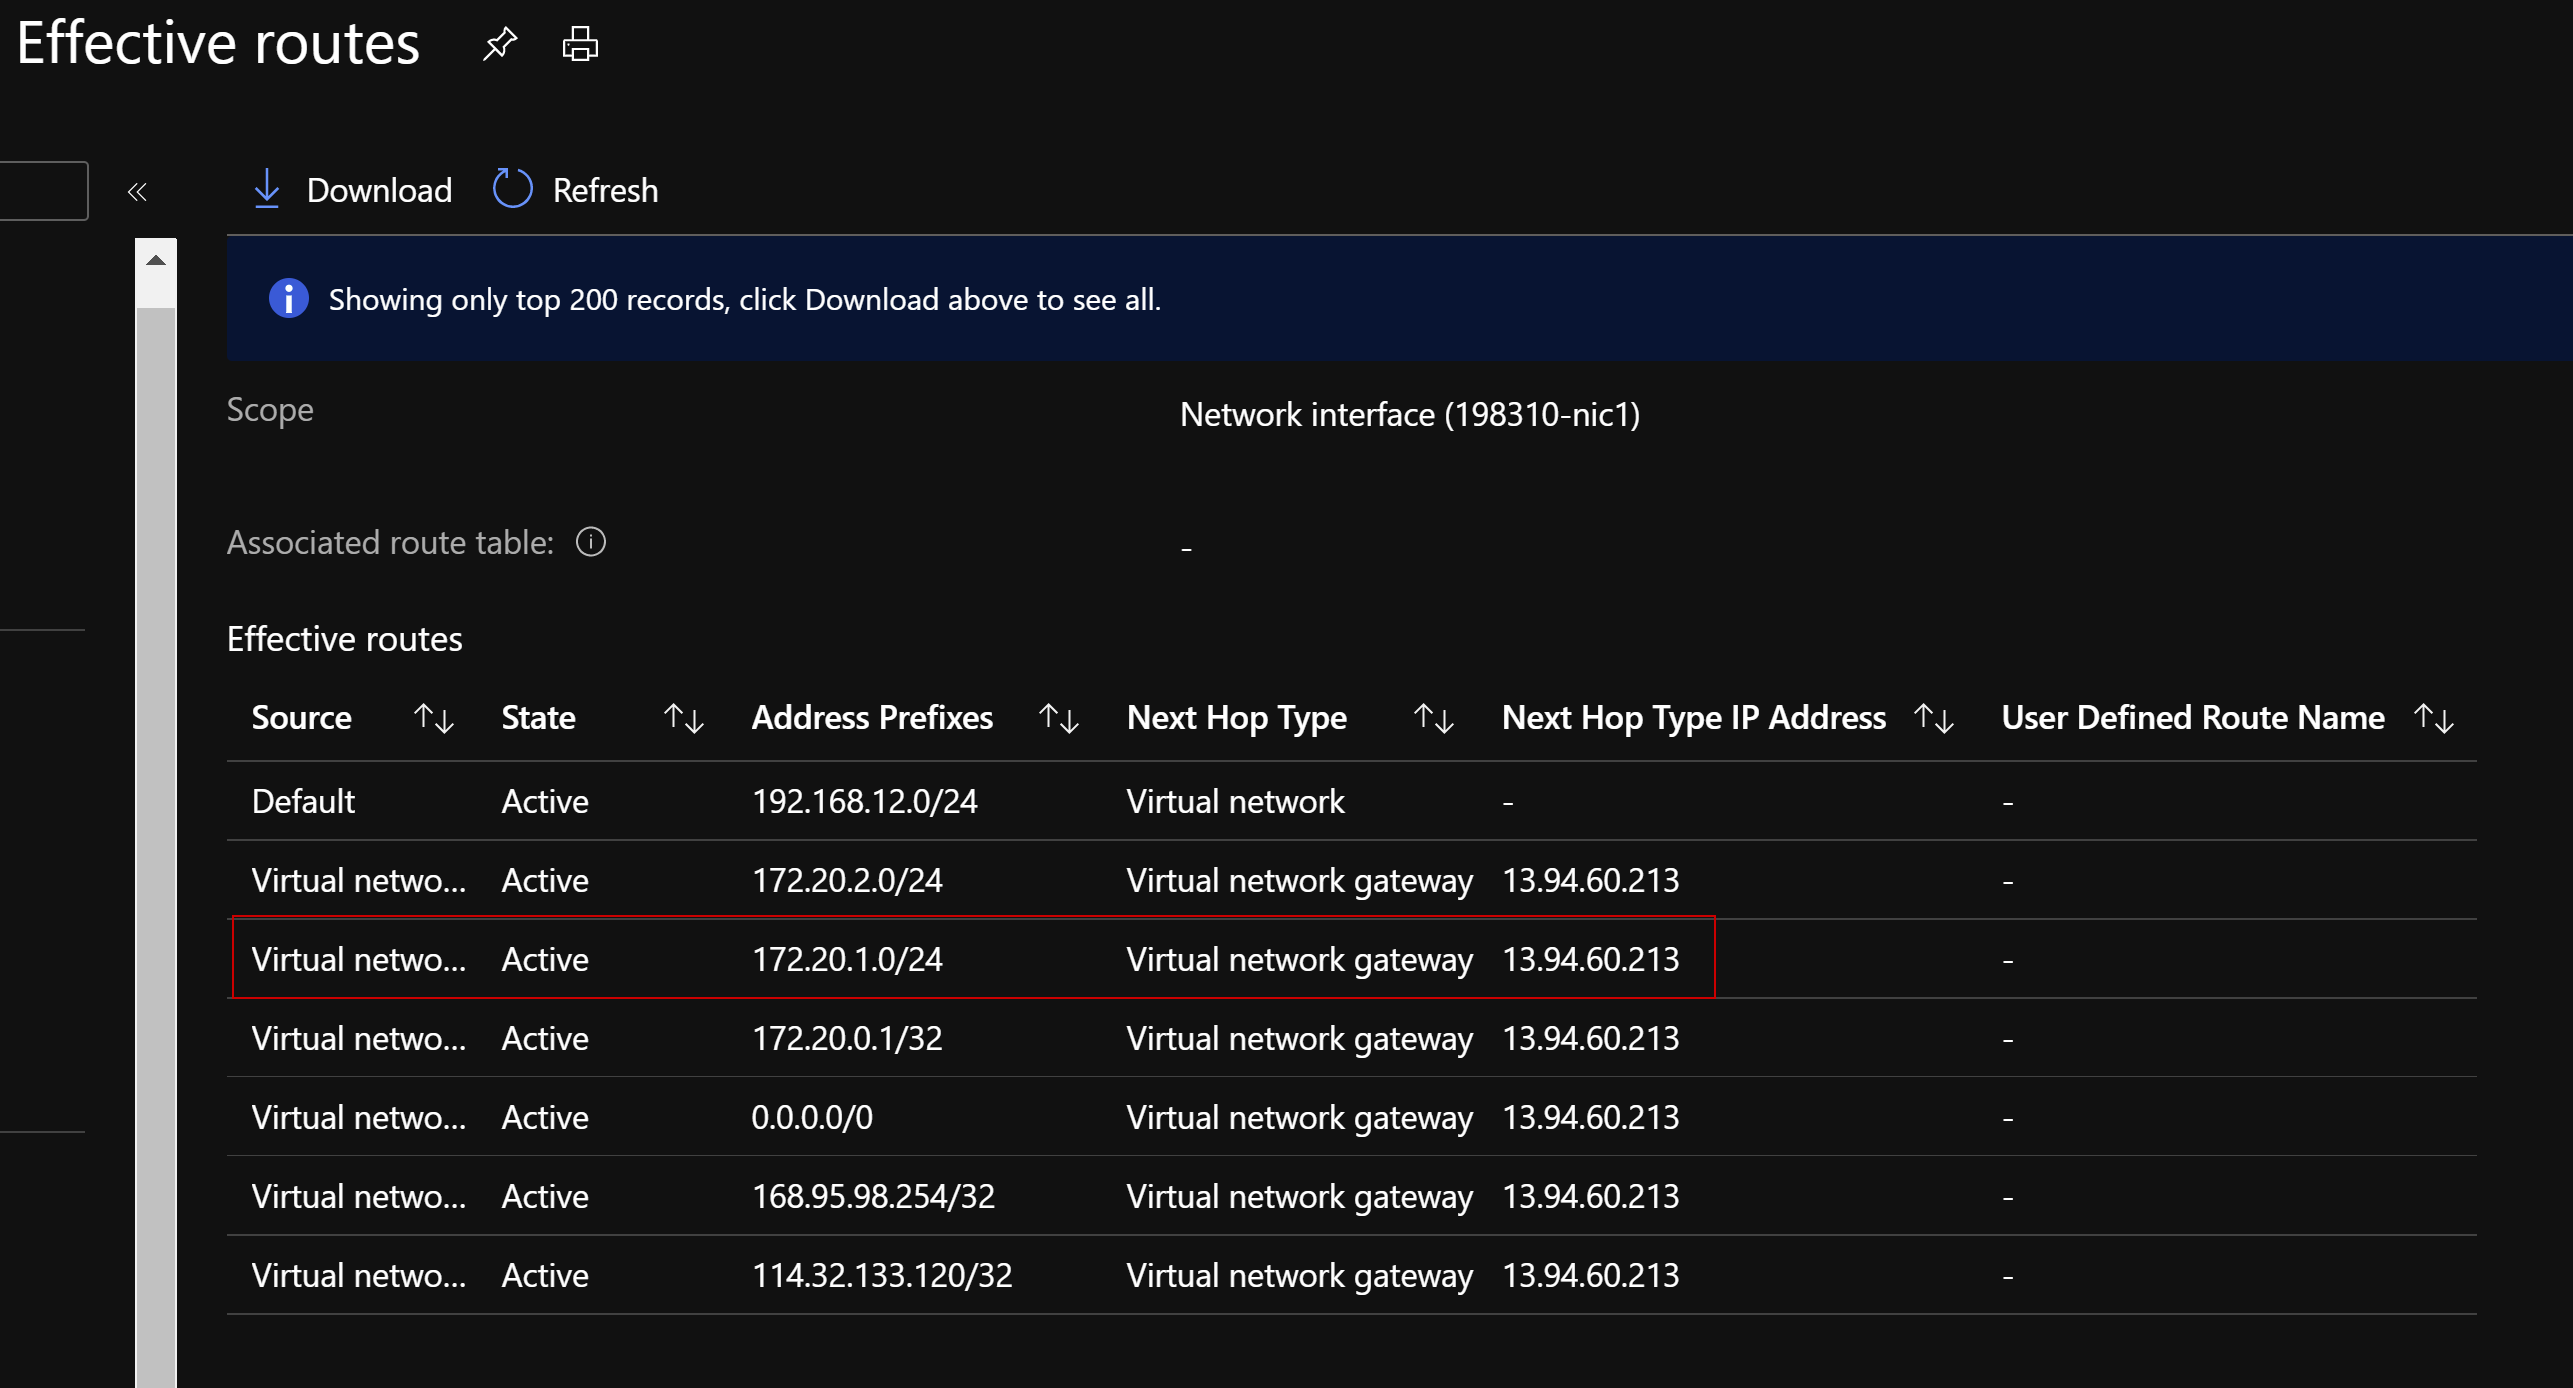 Effective routes
Download Refresh
Showing only top 200 records, click Download above to see all.
Scope Network interface (198310-nic1)
Associated route table: -
Effective routes
Source State Address Prefixes Next Hop Type Next Hop Type IP Address User Defined Route Name
Default Active 192.168.12.0/24 Virtual network - -
Virtual netwo... Active 172.20.2.0/24 Virtual network gateway 13.94.60.213 -
Virtual netwo... Active 172.20.1.0/24 Virtual network gateway 13.94.60.213 -
Virtual netwo... Active 172.20.0.1/32 Virtual network gateway 13.94.60.213 -
Virtual netwo... Active 0.0.0.0/0 Virtual network gateway 13.94.60.213 -
Virtual netwo... Active 168.95.98.254/32 Virtual network gateway 13.94.60.213 -
Virtual netwo... Active 114.32.133.120/32 Virtual network gateway 13.94.60.213 -